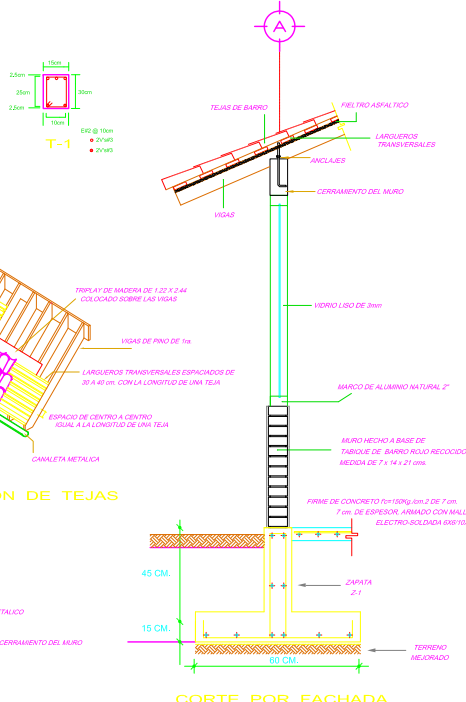 A
15cm
2.5cm
25cm
2.5cm
30cm
10cm
E#2 @ 10cm.
2V's#3
2V's#3
T-1
TEJAS DE BARRO
FIELTRO ASFALTICO
LARGUEROS
TRANSVERSALES
ANCLAJES
CERRAMIENTO DEL MURO
VIGAS
TRIPLAY DE MADERA DE 1.22 X 2.44
COLOCADO SOBRE LAS VIGAS
VIDRIO LISO DE 3mm
VIGAS DE PINO DE 1ra
LARGUEROS TRANSVERSALES ESPACIADOS DE
30 A 40 cm. CON LA LONGITUD DE UNA TEJA
MARCO DE ALUMINIO NATURAL 2"
ESPACIO DE CENTRO A CENTRO
IGUAL A LA LONGITUD DE UNA TEJA
CANALETA METALICA
MURO HECHO A BASE DE
TABIQUE DE BARRO ROJO RECOCIDO
MEDIDA DE 7 x 14 x 21 cms.
ON DE TEJAS
FIRME DE CONCRETO f'c=150Kg./cm.2 DE 7 cm.
7 cm. DE ESPESOR, ARMADO CON MALL
ELECTRO-SOLDADA 6X6/10
45 CM.
ZAPATA
Z-1
ETALICO
15 CM.
CERRAMIENTO DEL MURO
TERRENO
MEJORADO
60 CM.
CORTE POR FACHADA